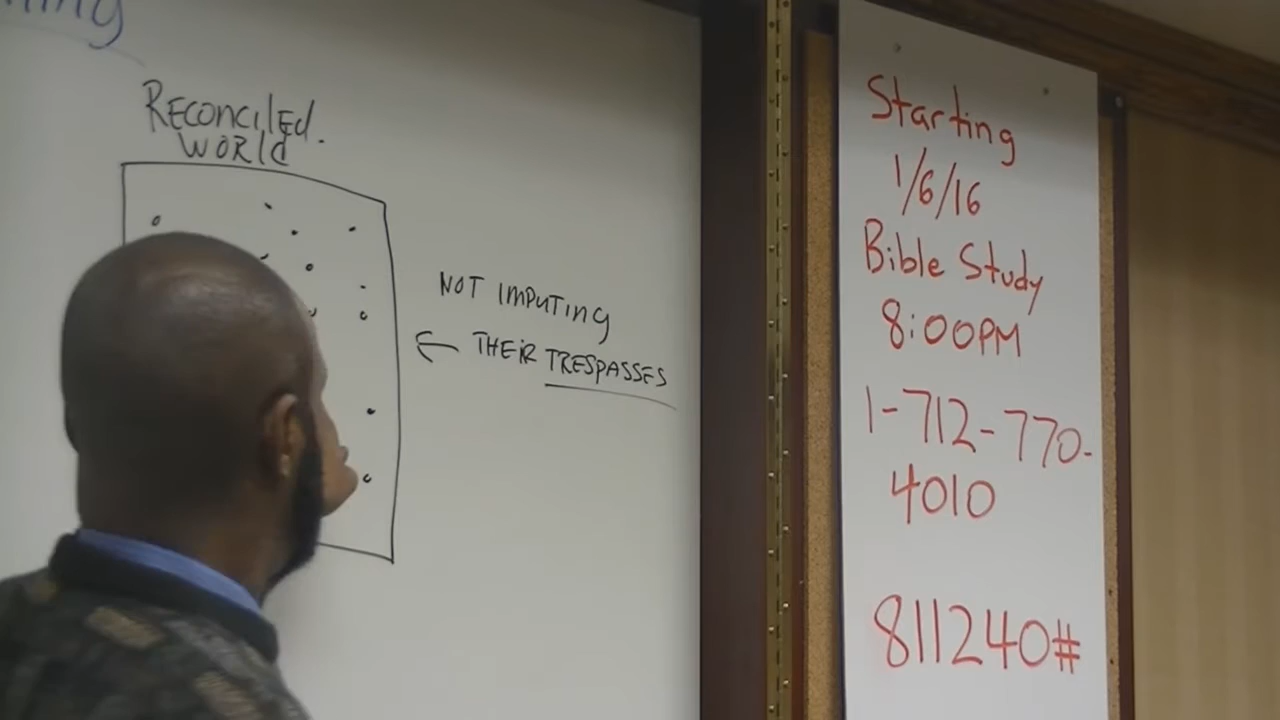 REConcilEd.
WORld
NOT IMPUTIng
THEiR TRESPASSES
Starting
1/6/16
Bible Study
8:00PM
1-712-770-
4010
811240#